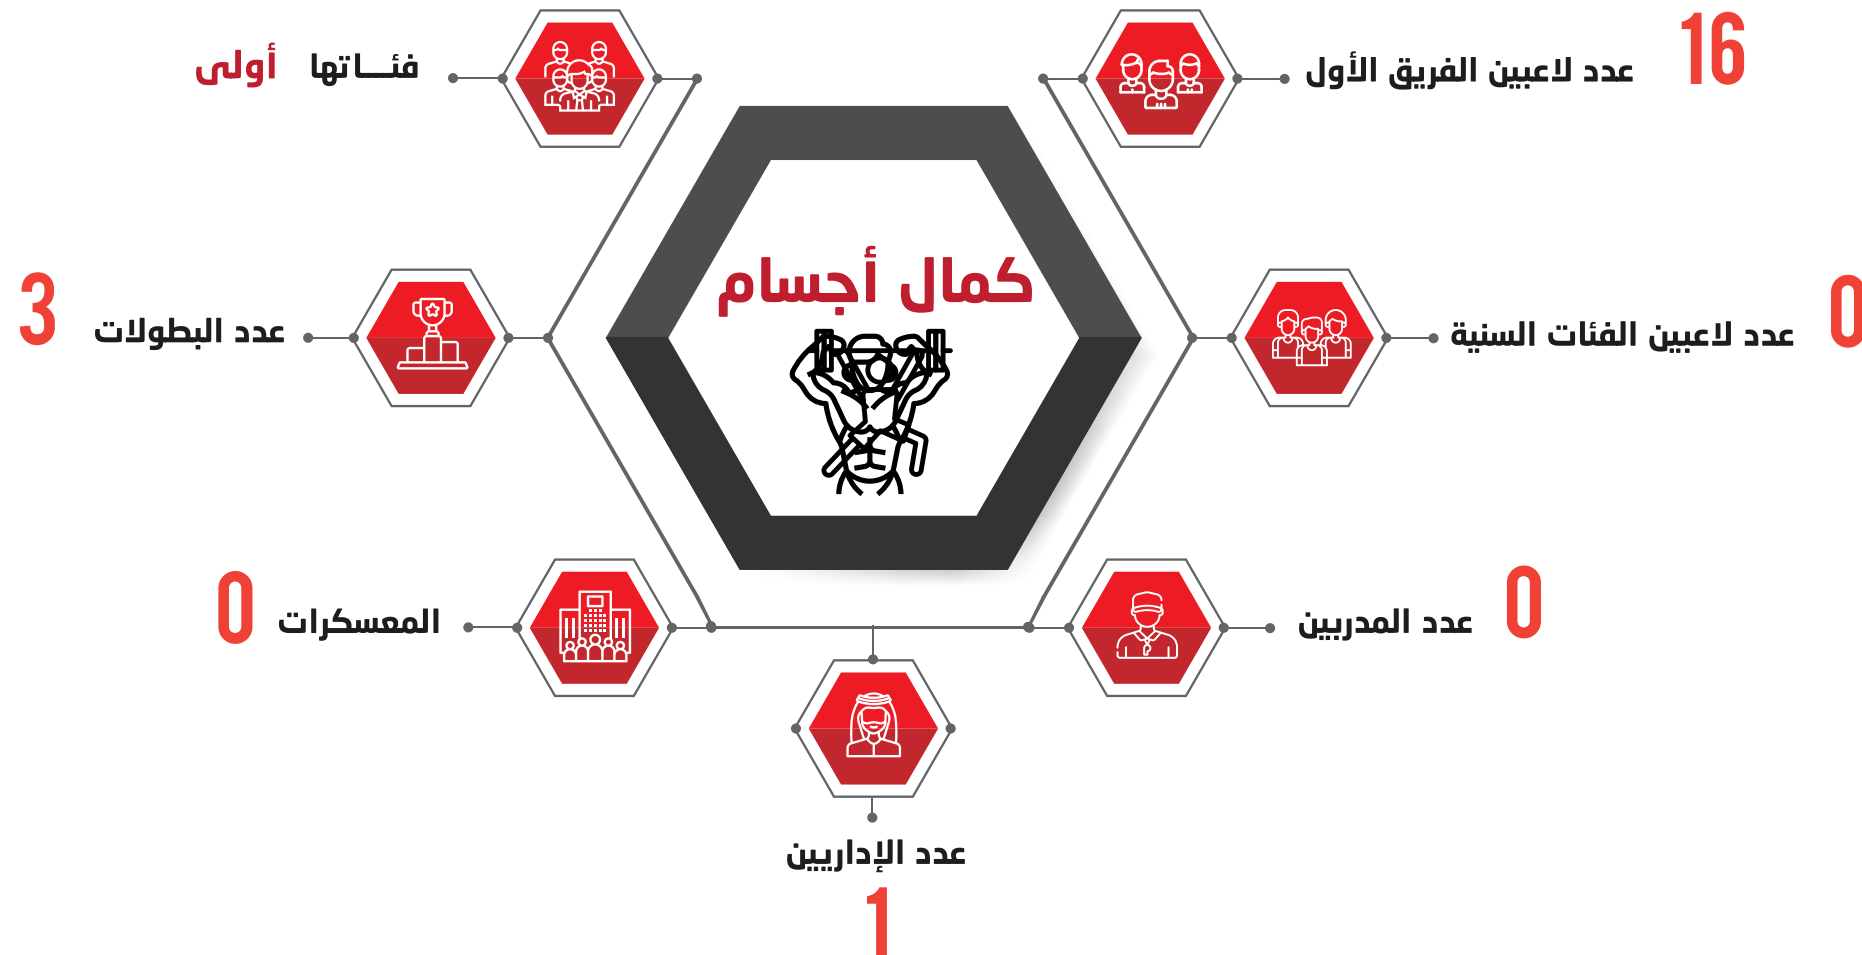 عدد لاعبين الفريق الأول 16
فئـــاتها أولى
كمال أجسام
عدد لاعبين الفئات السنية 0
عدد البطولات 3
عدد المدربين 0
المعسكرات 0
عدد الإداريين
1